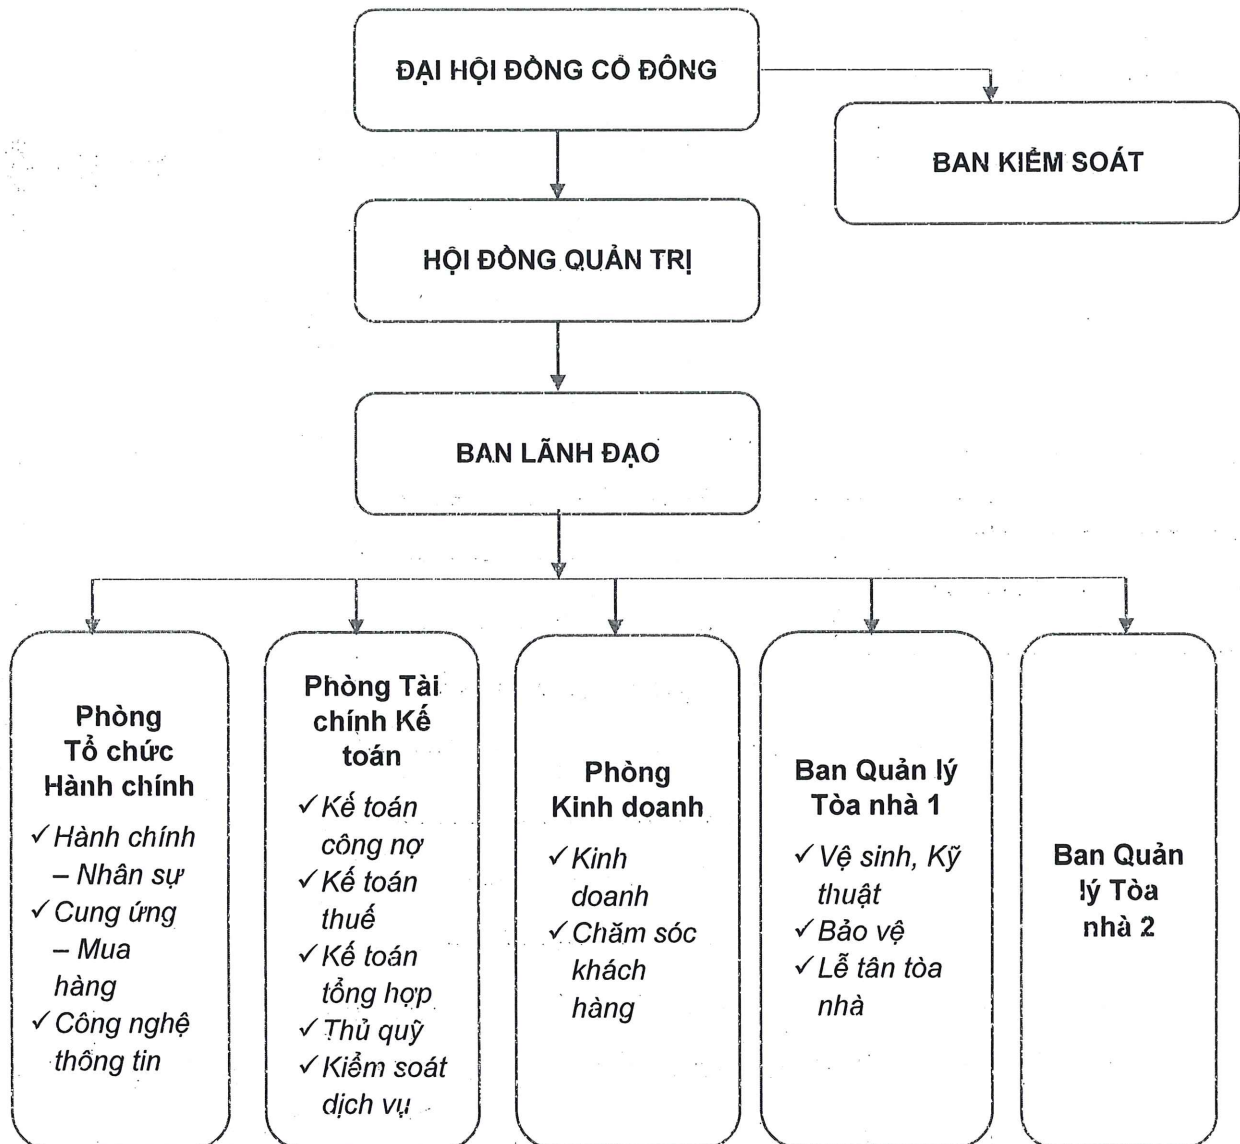 ĐẠI HỘI ĐỒNG CỔ ĐÔNG
BAN KIỂM SOÁT
HỘI ĐỒNG QUẢN TRỊ
BAN LÃNH ĐẠO
Phòng
Tổ chức
Hành chính
✓ Hành chính
– Nhân sự
✓ Cung ứng
– Mua
hàng
✓ Công nghệ
thông tin
Phòng Tài
chính Kế
toán
✓ Kế toán
công nợ
✓ Kế toán
thuế
✓ Kế toán
tổng hợp
✓ Thủ quỹ
✓ Kiểm soát
dịch vụ
Phòng
Kinh doanh
✓ Kinh
doanh
✓ Chăm sóc
khách
hàng
Ban Quản lý
Tòa nhà 1
✓ Vệ sinh, Kỹ
thuật
✓ Bảo vệ
✓ Lễ tân tòa
nhà
Ban Quản
lý Tòa
nhà 2